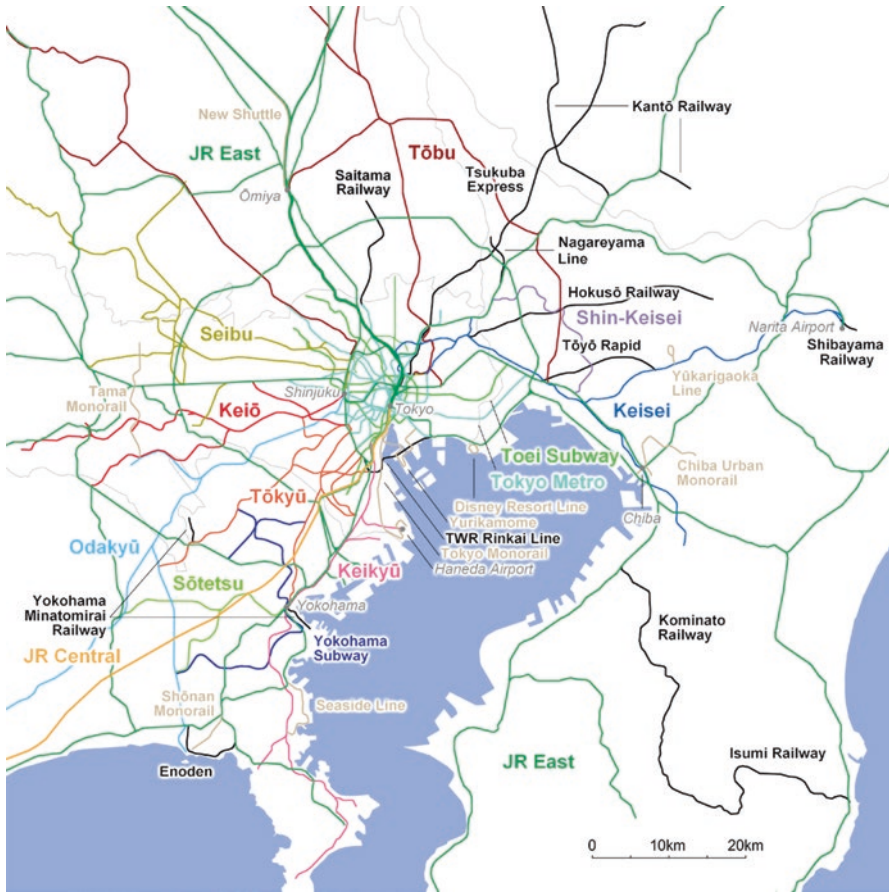 New Shuttle
Kantō Railway
JR East
Tōbu
Saitama
Railway
Tsukuba
Express
Ōmiya
Nagareyama
Line
Hokusō Railway
Shin-Keisei
Narita Airport
Seibu
Tōyō Rapid
Shibayama
Railway
Yūkarigaoka
Line
Tama
Monorail
Shinjuku
Keiō
Tokyo
Keisei
Toei Subway
Tokyo Metro
Chiba Urban
Monorail
Tōkyū
Disney Resort Line
Yurikamome
TWR Rinkai Line
Tokyo Monorail
Haneda Airport
Chiba
Odakyū
Keikyū
Sōtetsu
Yokohama
Minatomirai
Railway
Yokohama
Yokohama
Subway
Kominato
Railway
JR Central
Shōnan
Monorail
Seaside Line
Enoden
JR East
Isumi Railway
0 10km 20km